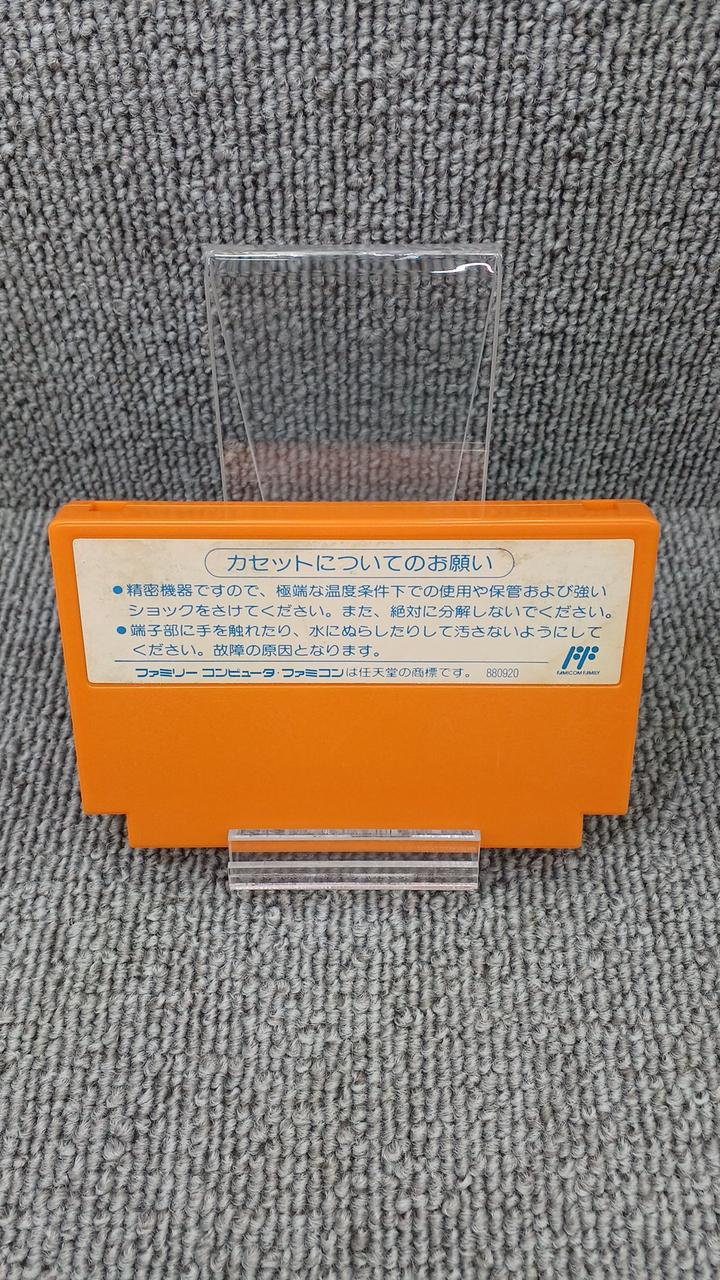 カセットについてのお願い
●精密機器ですので、極端な温度条件下での使用や保管および強い
ショックをさけてください。また、絶対に分解しないでください。
●端子部に手を触れたり、水にぬらしたりして汚さないようにして
ください。故障の原因となります。
ファミリー コンピュータ・ファミコンは任天堂の商標です。 880920
FAMICOM FAMILY